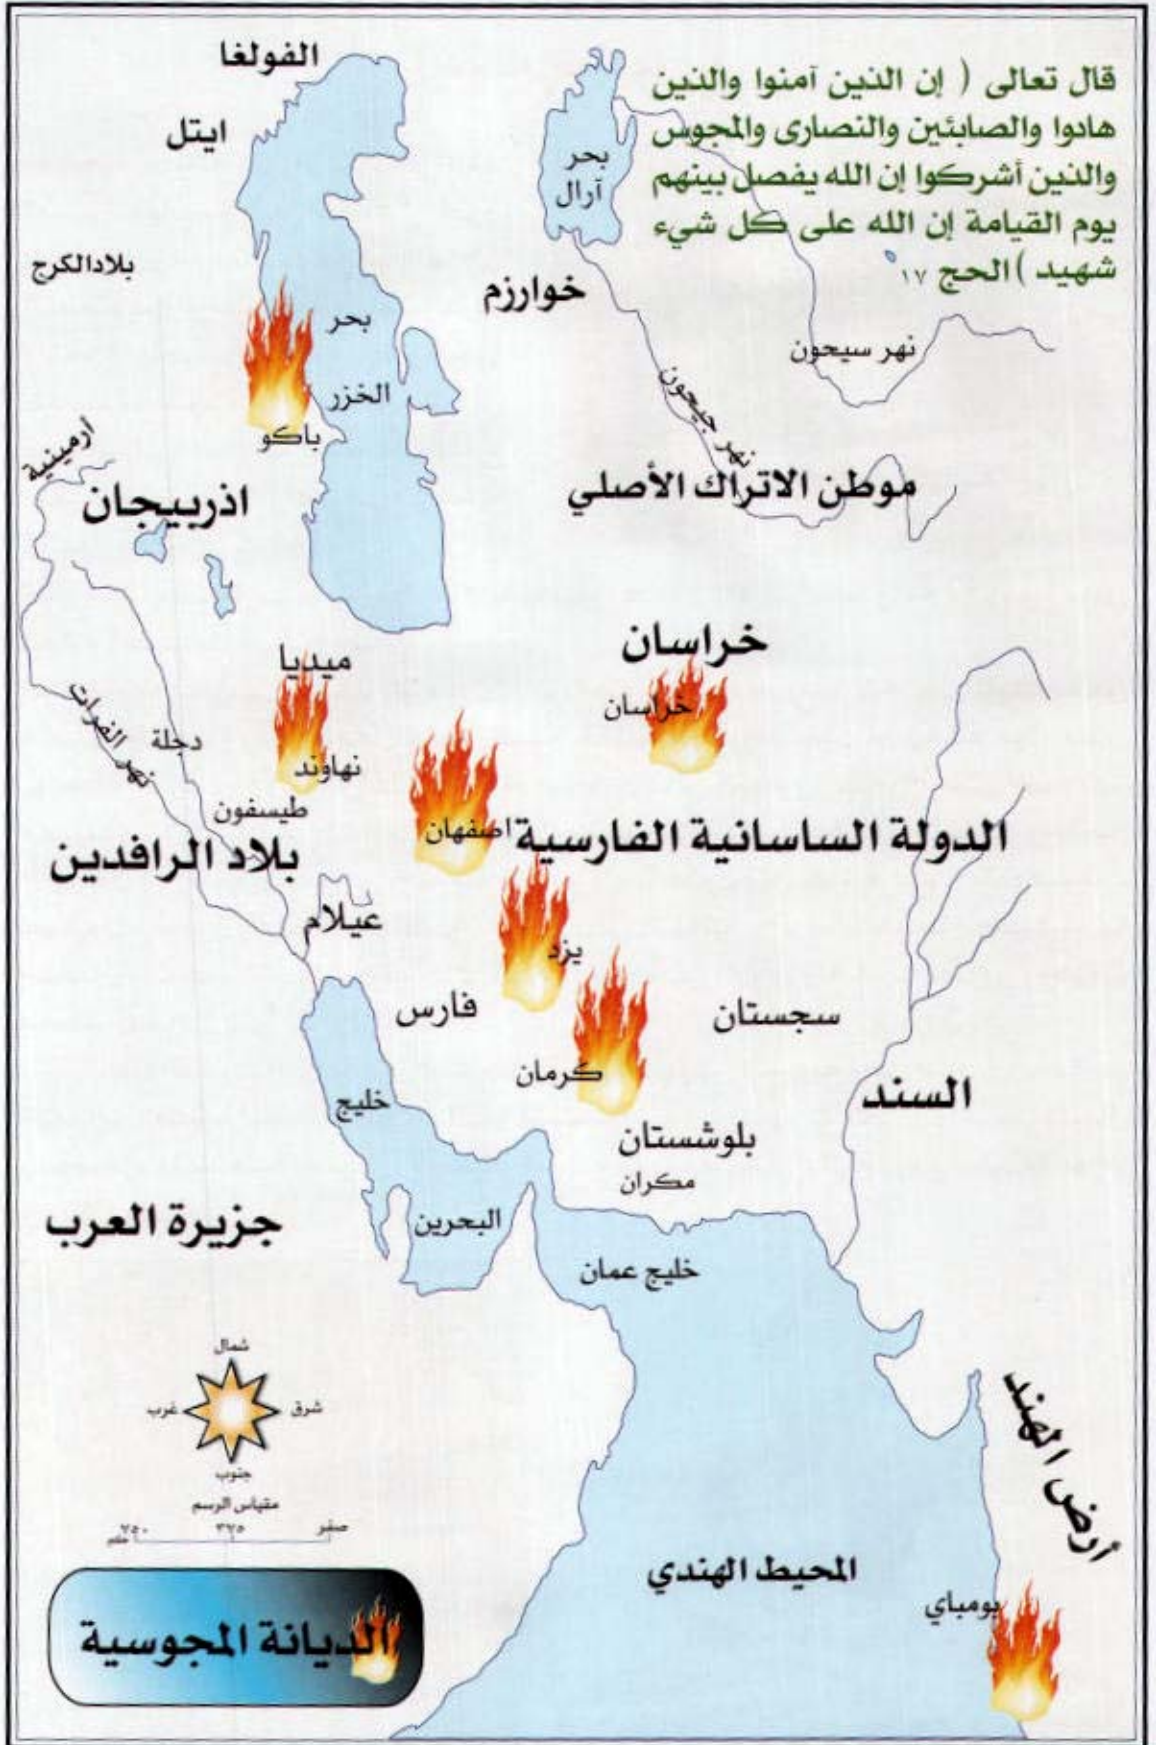 الفولغا
ايتل
قال تعالى ( إن الذين آمنوا والذين
هادوا والصابئين والنصارى والمجوس
والذين أشركوا إن الله يفصل بينهم
يوم القيامة إن الله على كل شيء
شهيد ) الحج ١٧
بحر
آرال
بلاد الكرج
خوارزم
بحر
الخزر
نهر سيحون
نهر جيحون
باكو
ارمينية
اذربيجان
موطن الاتراك الأصلي
خراسان
خراسان
ميديا
نهاوند
دجلة
نهر الفرات
طيسفون
بلاد الرافدين
اصفهان
الدولة الساسانية الفارسية
عيلام
يزد
فارس
سجستان
كرمان
السند
خليج
بلوشستان
مكران
البحرين
جزيرة العرب
خليج عمان
شمال
شرق
غرب
جنوب
مقياس الرسم
صفر
٣٧٥
٧٥٠
أرض الهند
المحيط الهندي
بومباي
الديانة المجوسية